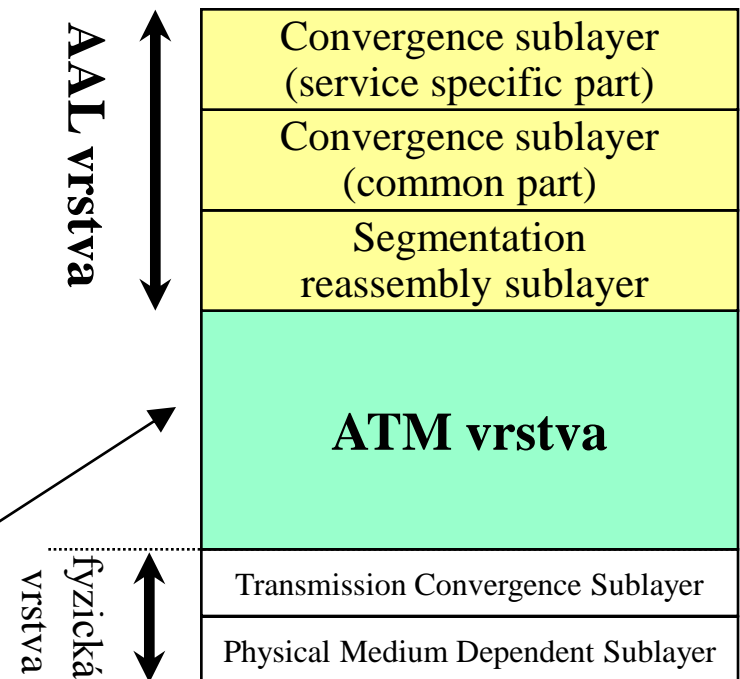 AAL vrstva
Convergence sublayer
(service specific part)
Convergence sublayer
(common part)
Segmentation
reassembly sublayer
ATM vrstva
fyzická
vrstva
Transmission Convergence Sublayer
Physical Medium Dependent Sublayer